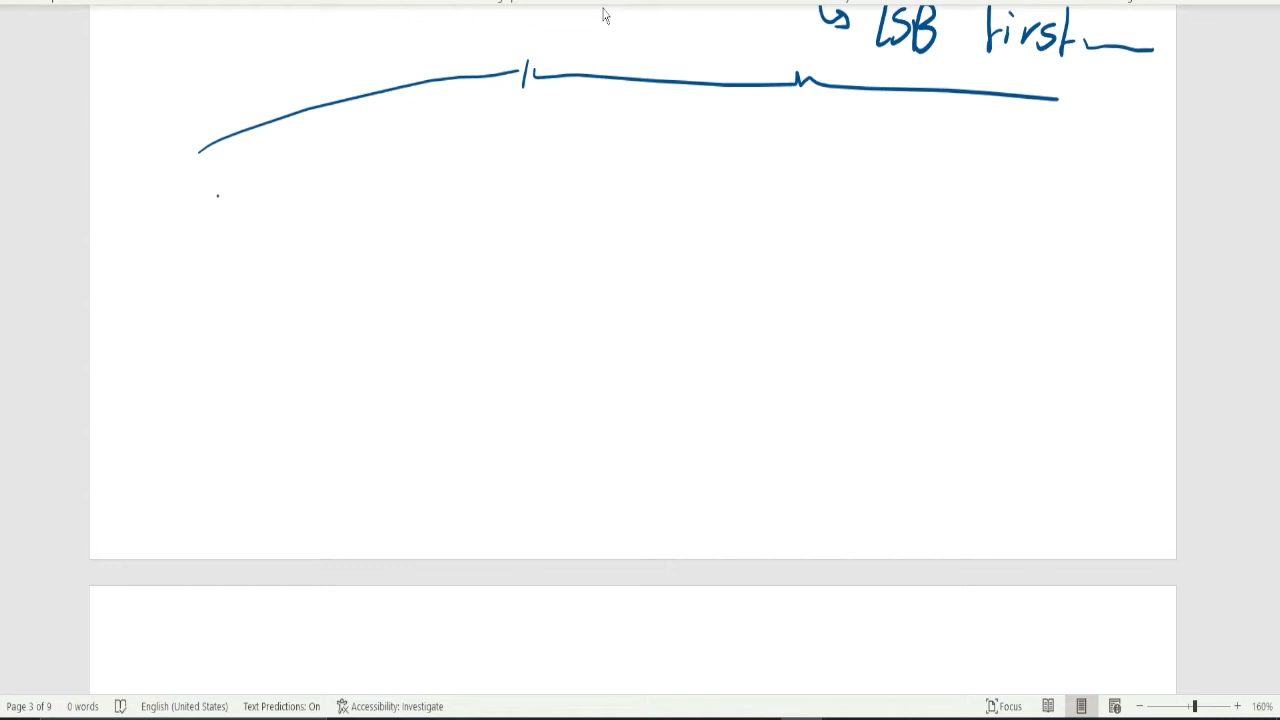 ↳ LSB first
Page 3 of 9 0 words English (United States) Text Predictions: On Accessibility: Investigate Focus 160%